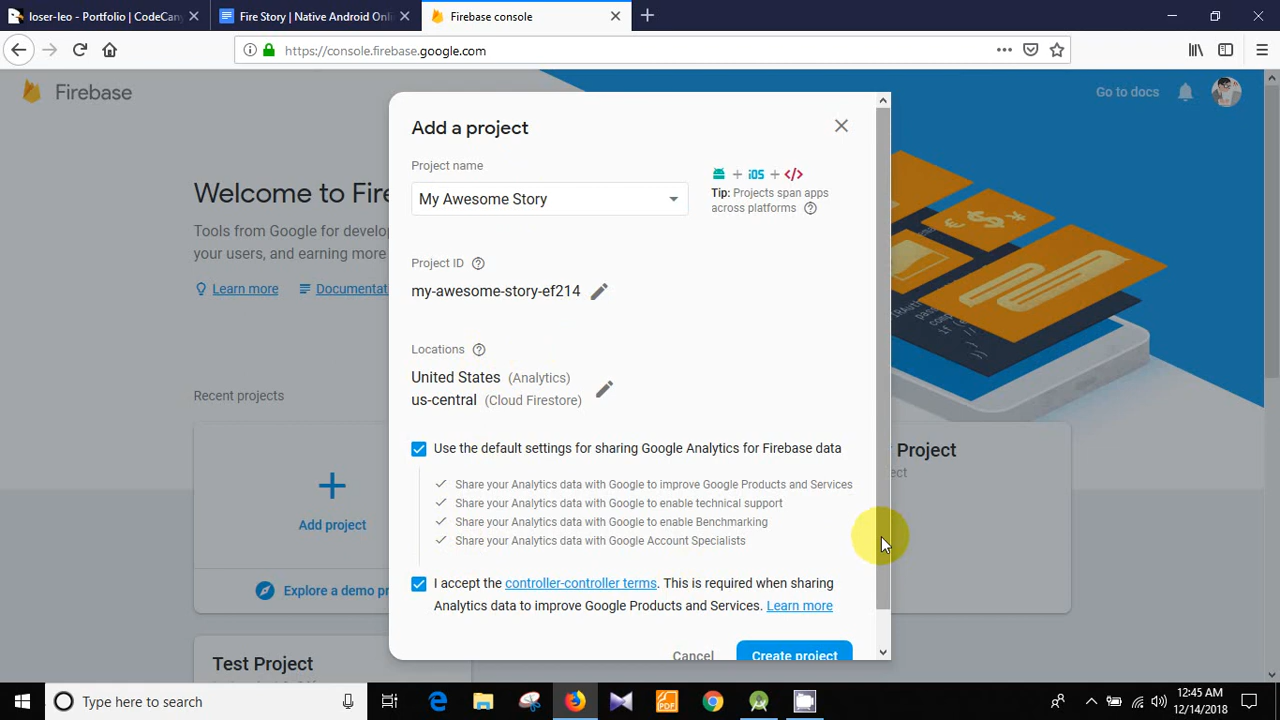 loser-leo - Portfolio | CodeCany
Fire Story | Native Android Onli
Firebase console
https://console.firebase.google.com
Firebase
Go to docs
Add a project
Project name
My Awesome Story
+ iOS + </>
Tip: Projects span apps
across platforms
Welcome to Fire
Tools from Google for develop
your users, and earning more
Learn more
Documentat
Project ID
my-awesome-story-ef214
Locations
United States (Analytics)
us-central (Cloud Firestore)
Recent projects
Add project
Explore a demo pr
Test Project
Project
ect
Use the default settings for sharing Google Analytics for Firebase data
Share your Analytics data with Google to improve Google Products and Services
Share your Analytics data with Google to enable technical support
Share your Analytics data with Google to enable Benchmarking
Share your Analytics data with Google Account Specialists
I accept the controller-controller terms. This is required when sharing
Analytics data to improve Google Products and Services. Learn more
Cancel
Create project
Type here to search
12:45 AM
12/14/2018